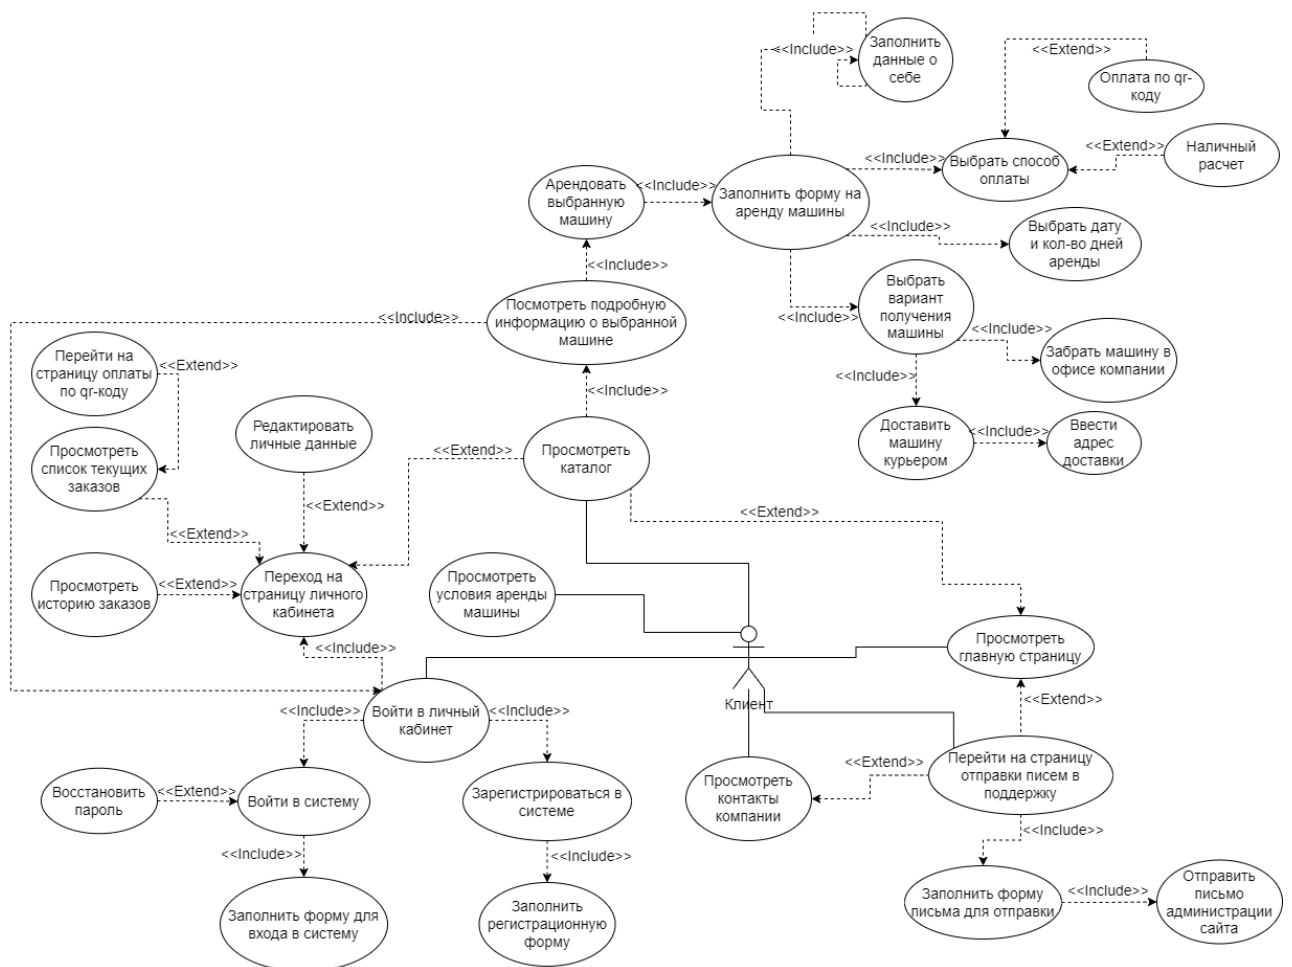 <<Include>>
Заполнить
данные о
себе
<<Extend>>
Оплата по qr-
коду
<<Include>>
Выбрать способ
оплаты
<<Extend>>
Наличный
расчет
Арендовать
выбранную
машину
<<Include>>
Заполнить форму на
аренду машины
<<Include>>
Выбрать дату
и кол-во дней
аренды
<<Include>>
Выбрать
вариант
получения
машины
<<Include>>
<<Include>>
Посмотреть подробную
информацию о выбранной
машине
<<Include>>
<<Include>>
Забрать машину в
офисе компании
Перейти на
страницу оплаты
по qr-коду
<<Extend>>
<<Include>>
<<Include>>
Редактировать
личные данные
Просмотреть
каталог
<<Extend>>
Доставить
машину
курьером
<<Include>>
Ввести
адрес
доставки
Просмотреть
список текущих
заказов
<<Extend>>
<<Extend>>
<<Extend>>
Просмотреть
историю заказов
<<Extend>>
Переход на
страницу личного
кабинета
Просмотреть
условия аренды
машины
<<Include>>
Просмотреть
главную страницу
Клиент
<<Extend>>
<<Include>>
Войти в личный
кабинет
<<Include>>
Перейти на страницу
отправки писем в
поддержку
<<Extend>>
Просмотреть
контакты
компании
Восстановить
пароль
<<Extend>>
Войти в систему
Зарегистрироваться в
системе
<<Include>>
<<Include>>
<<Include>>
Заполнить форму для
входа в систему
Заполнить
регистрационную
форму
Заполнить форму
письма для отправки
<<Include>>
Отправить
письмо
администрации
сайта